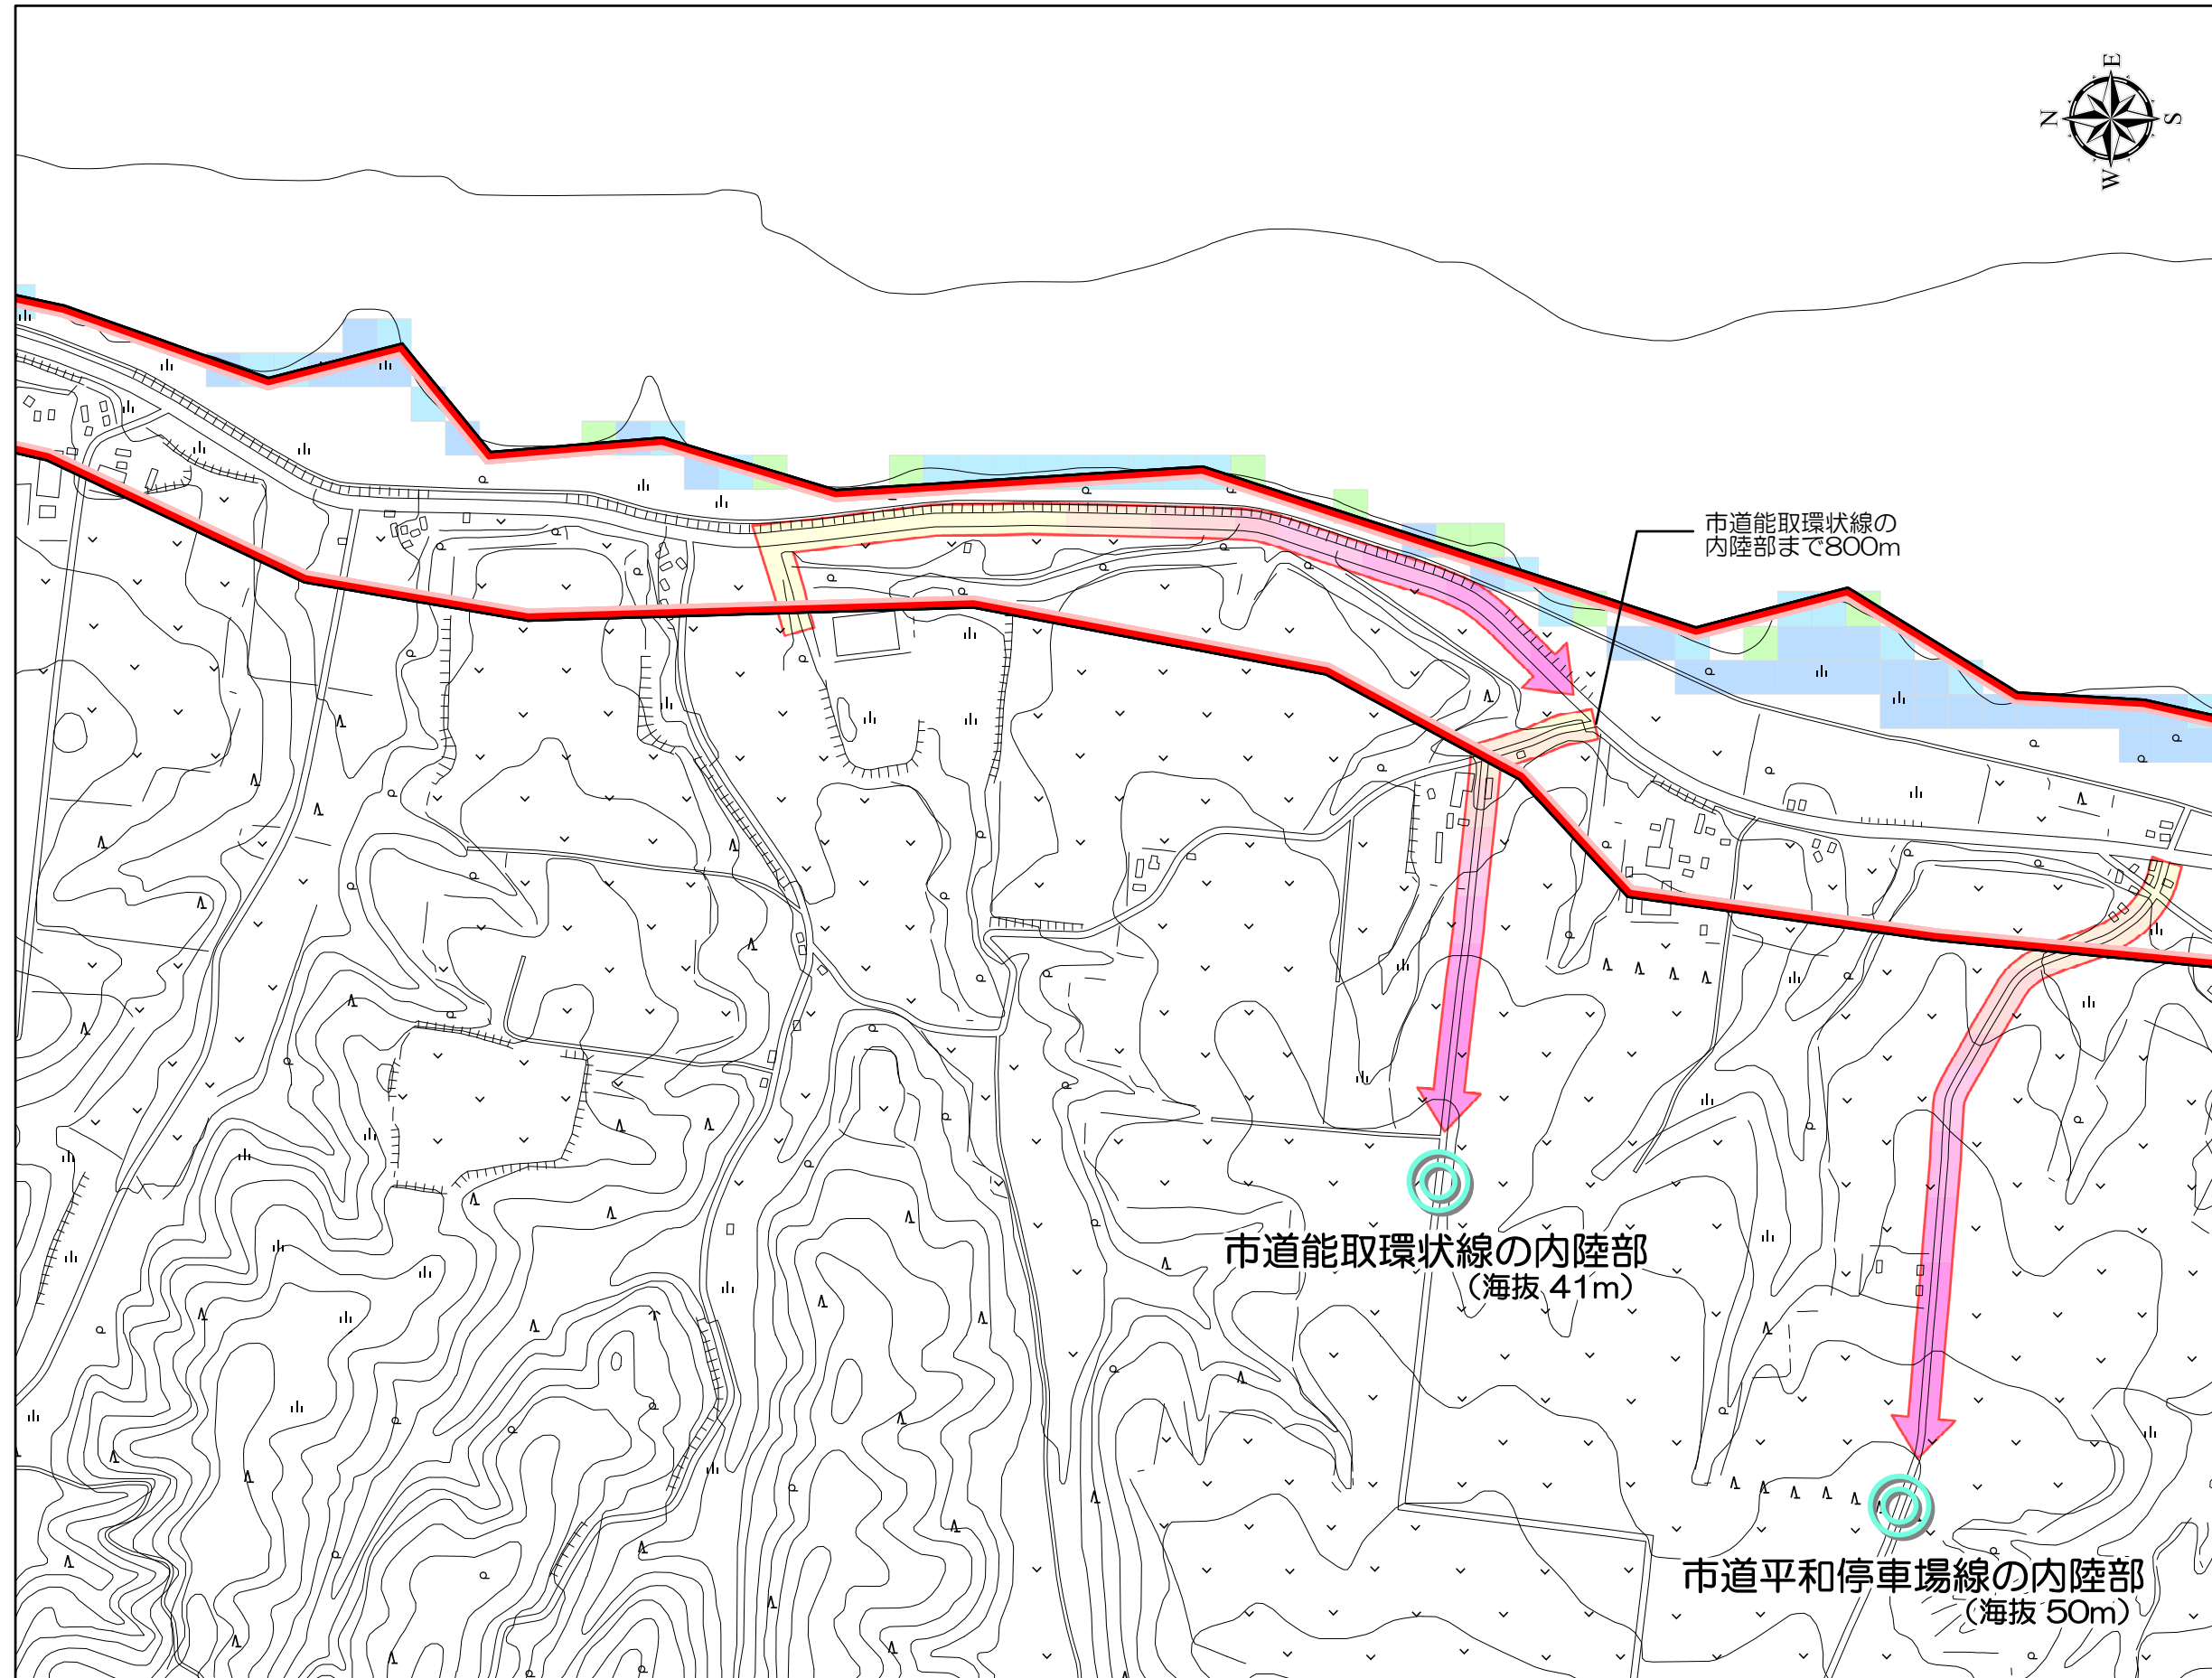 E
N
S
W
市道能取環状線の
内陸部まで800m
市道能取環状線の内陸部
（海抜 41m）
市道平和停車場線の内陸部
（海抜 50m）